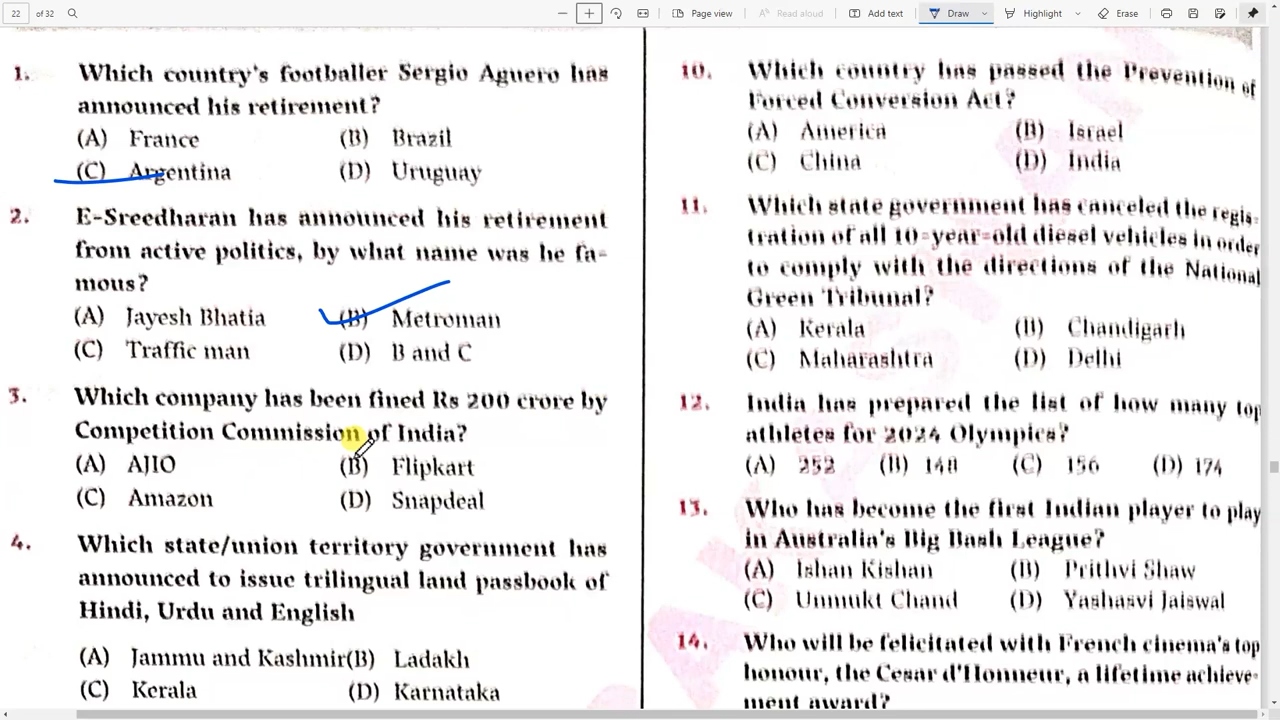 22 of 32
Page view
Read aloud
Add text
Draw
Highlight
Erase
1. Which country's footballer Sergio Aguero has
announced his retirement?
(A) France (B) Brazil
(C) Argentina (D) Uruguay
2. E-Sreedharan has announced his retirement
from active politics, by what name was he fa-
mous?
(A) Jayesh Bhatia (B) Metroman
(C) Traffic man (D) B and C
3. Which company has been fined Rs 200 crore by
Competition Commission of India?
(A) AJIO (B) Flipkart
(C) Amazon (D) Snapdeal
4. Which state/union territory government has
announced to issue trilingual land passbook of
Hindi, Urdu and English
(A) Jammu and Kashmir(B) Ladakh
(C) Kerala (D) Karnataka
10. Which country has passed the Prevention of
Forced Conversion Act?
(A) America (B) Israel
(C) China (D) India
11. Which state government has canceled the regis-
tration of all 10-year-old diesel vehicles in order
to comply with the directions of the National
Green Tribunal?
(A) Kerala (B) Chandigarh
(C) Maharashtra (D) Delhi
12. India has prepared the list of how many top
athletes for 2024 Olympics?
(A) 252 (B) 148 (C) 156 (D) 174
13. Who has become the first Indian player to play
in Australia's Big Bash League?
(A) Ishan Kishan (B) Prithvi Shaw
(C) Unmukt Chand (D) Yashasvi Jaiswal
14. Who will be felicitated with French cinema's top
honour, the Cesar d'Honneur, a lifetime achieve-
ment award?